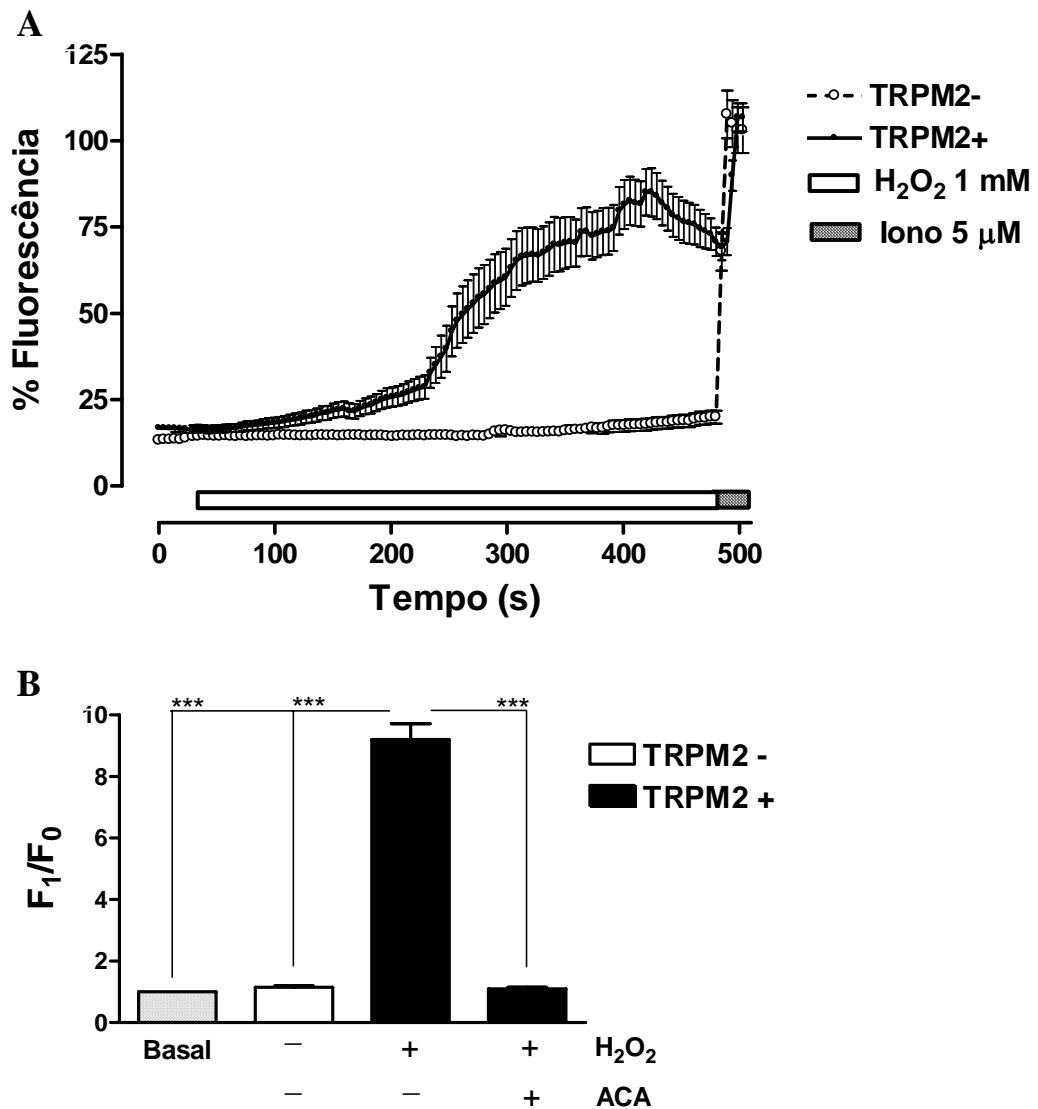 A
125
100
75
50
25
0
% Fluorescência
0 100 200 300 400 500
Tempo (s)
TRPM2-
TRPM2+
H₂O₂ 1 mM
Iono 5 μM
B
*** *** ***
10
8
6
4
2
0
F₁/F₀
TRPM2 -
TRPM2 +
Basal − + + H₂O₂
− − + ACA